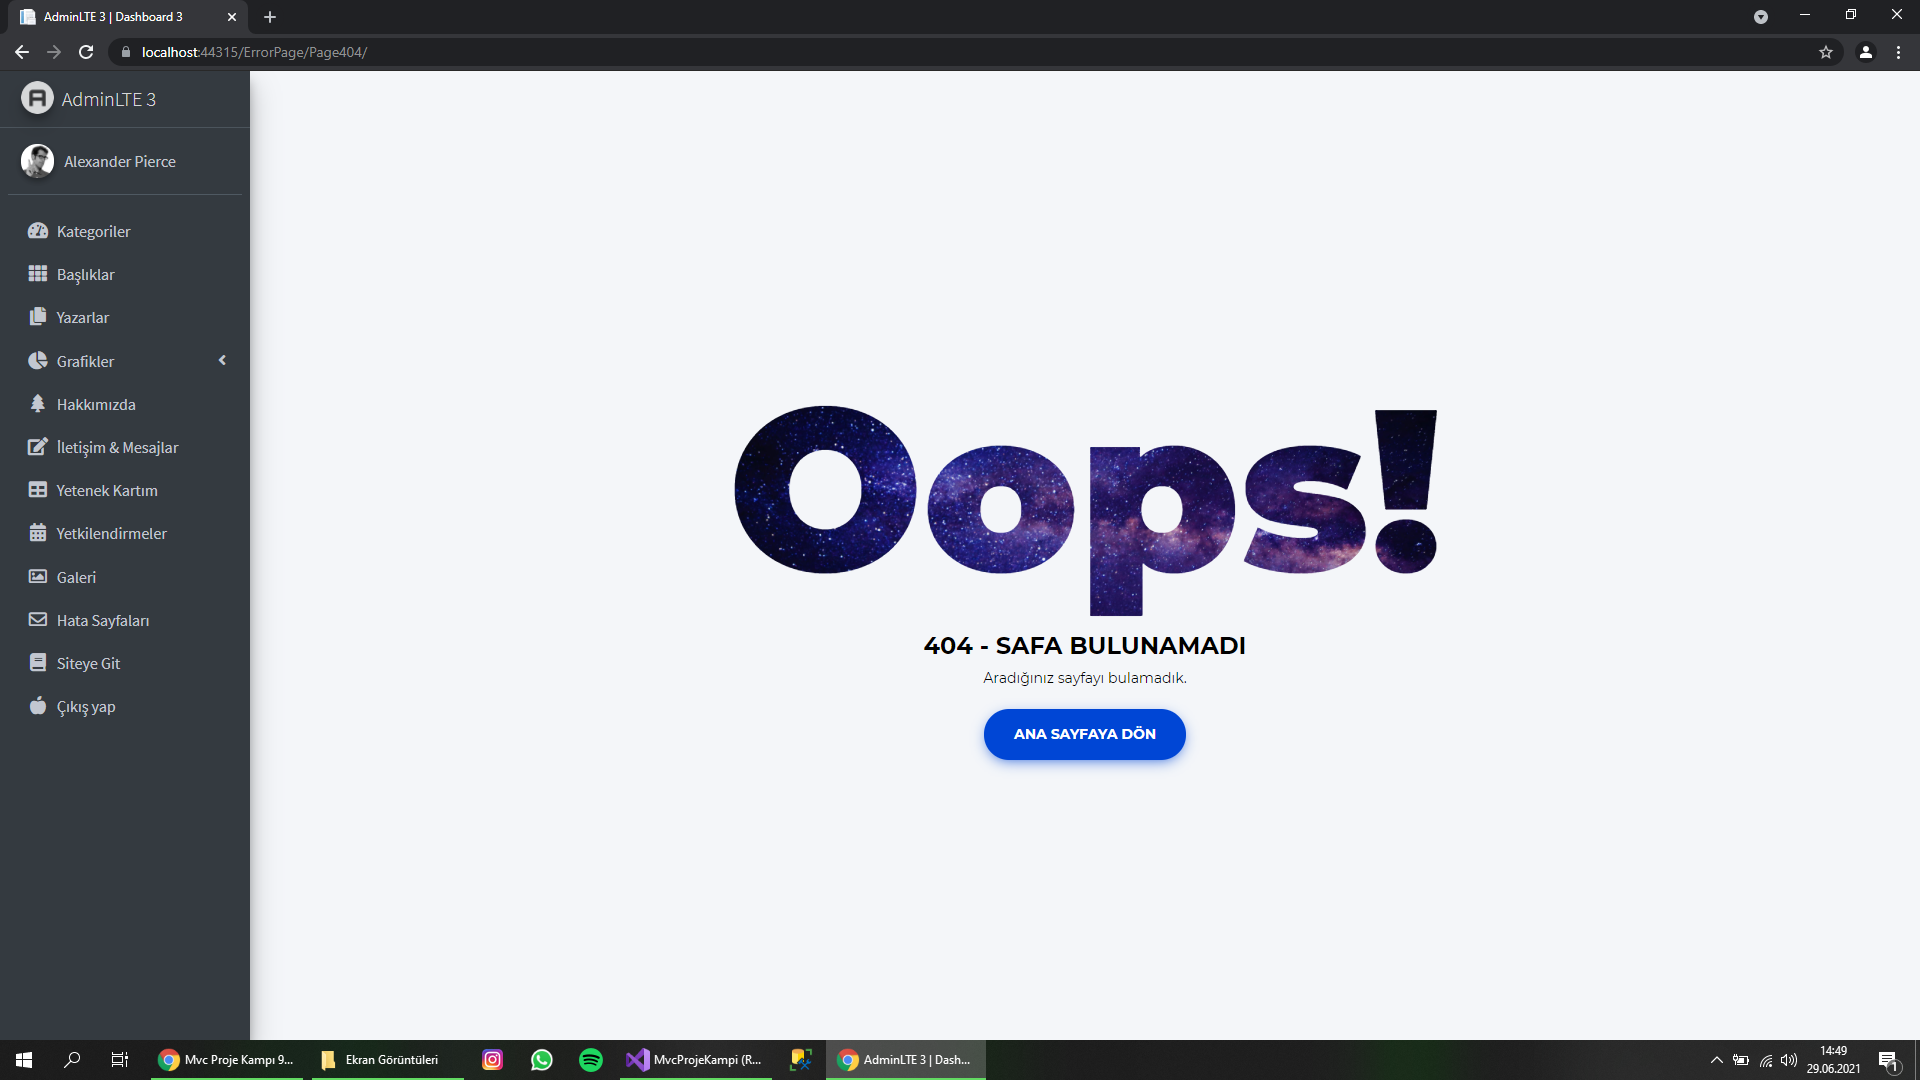 AdminLTE 3 | Dashboard 3
localhost:44315/ErrorPage/Page404/
AdminLTE 3
Alexander Pierce
Kategoriler
Başlıklar
Yazarlar
Grafikler
Hakkımızda
İletişim & Mesajlar
Yetenek Kartım
Yetkilendirmeler
Galeri
Hata Sayfaları
Siteye Git
Çıkış yap
Oops!
404 - SAFA BULUNAMADI
Aradığınız sayfayı bulamadık.
ANA SAYFAYA DÖN
Mvc Proje Kampı 9...
Ekran Görüntüleri
MvcProjeKampi (R...
AdminLTE 3 | Dash...
14:49
29.06.2021
1